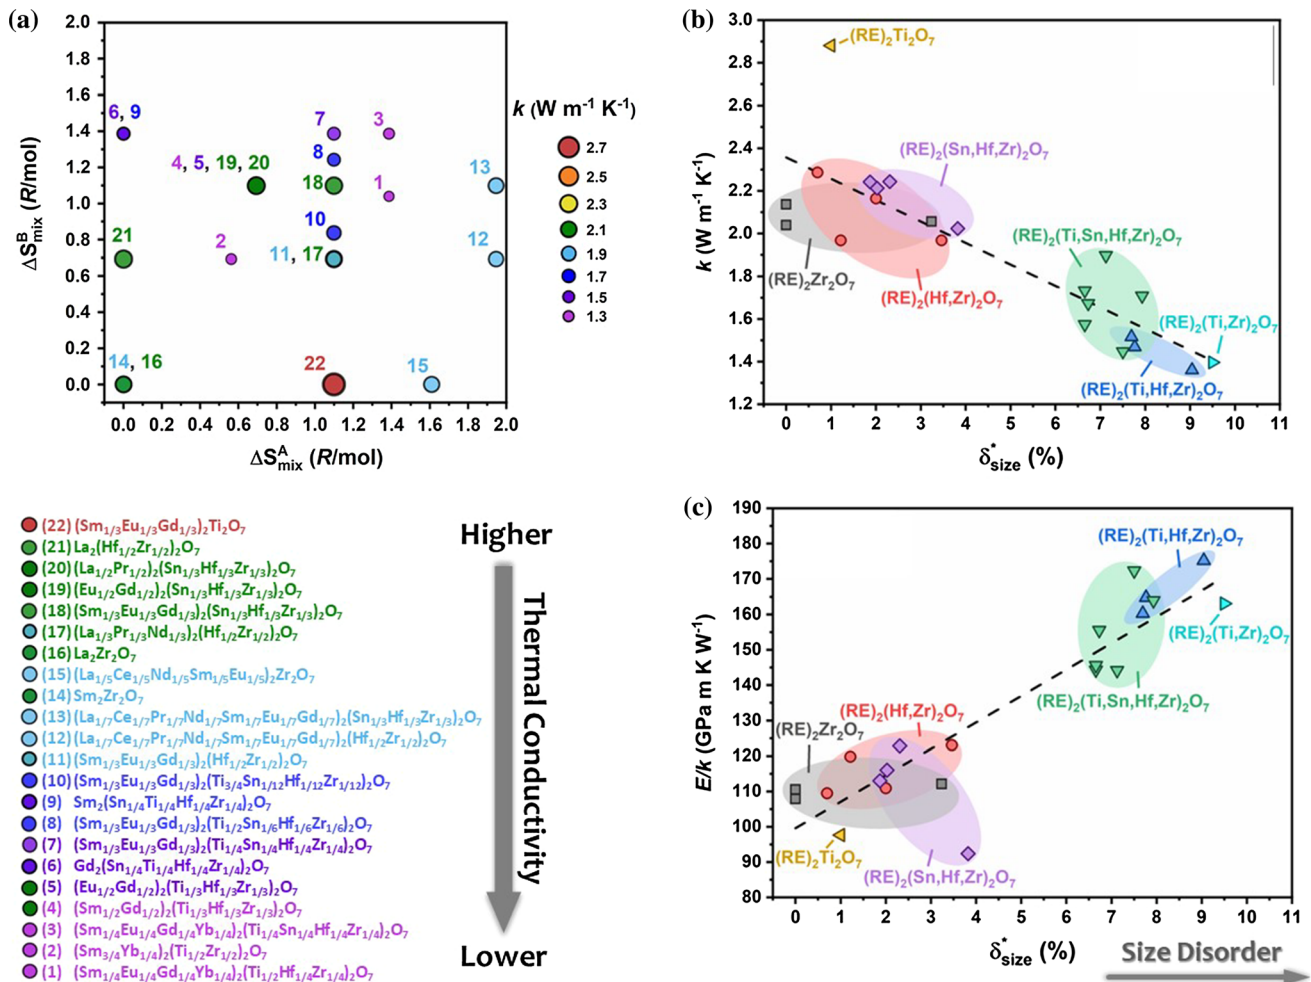 (a)
2.0
1.8
1.6
1.4
1.2
1.0
0.8
0.6
0.4
0.2
0.0
ΔS^B_mix (R/mol)
6, 9
7
3
8
4, 5, 19, 20
18
1
13
10
21
2
11, 17
12
14, 16
22
15
0.0 0.2 0.4 0.6 0.8 1.0 1.2 1.4 1.6 1.8 2.0
ΔS^A_mix (R/mol)
k (W m⁻¹ K⁻¹)
2.7
2.5
2.3
2.1
1.9
1.7
1.5
1.3
(b)
3.0
2.8
2.6
2.4
2.2
2.0
1.8
1.6
1.4
1.2
k (W m⁻¹ K⁻¹)
(RE)₂Ti₂O₇
(RE)₂(Sn,Hf,Zr)₂O₇
(RE)₂(Ti,Sn,Hf,Zr)₂O₇
(RE)₂Zr₂O₇
(RE)₂(Hf,Zr)₂O₇
(RE)₂(Ti,Zr)₂O₇
(RE)₂(Ti,Hf,Zr)₂O₇
0 1 2 3 4 5 6 7 8 9 10 11
δ*_size (%)
(22) (Sm₁/₃Eu₁/₃Gd₁/₃)₂Ti₂O₇
(21) La₂(Hf₁/₂Zr₁/₂)₂O₇
(20) (La₁/₂Pr₁/₂)₂(Sn₁/₃Hf₁/₃Zr₁/₃)₂O₇
(19) (Eu₁/₂Gd₁/₂)₂(Sn₁/₃Hf₁/₃Zr₁/₃)₂O₇
(18) (Sm₁/₃Eu₁/₃Gd₁/₃)₂(Sn₁/₃Hf₁/₃Zr₁/₃)₂O₇
(17) (La₁/₃Pr₁/₃Nd₁/₃)₂(Hf₁/₂Zr₁/₂)₂O₇
(16) La₂Zr₂O₇
(15) (La₁/₅Ce₁/₅Nd₁/₅Sm₁/₅Eu₁/₅)₂Zr₂O₇
(14) Sm₂Zr₂O₇
(13) (La₁/₇Ce₁/₇Pr₁/₇Nd₁/₇Sm₁/₇Eu₁/₇Gd₁/₇)₂(Sn₁/₃Hf₁/₃Zr₁/₃)₂O₇
(12) (La₁/₇Ce₁/₇Pr₁/₇Nd₁/₇Sm₁/₇Eu₁/₇Gd₁/₇)₂(Hf₁/₂Zr₁/₂)₂O₇
(11) (Sm₁/₃Eu₁/₃Gd₁/₃)₂(Hf₁/₂Zr₁/₂)₂O₇
(10) (Sm₁/₃Eu₁/₃Gd₁/₃)₂(Ti₃/₄Sn₁/₁₂Hf₁/₁₂Zr₁/₁₂)₂O₇
(9) Sm₂(Sn₁/₄Ti₁/₄Hf₁/₄Zr₁/₄)₂O₇
(8) (Sm₁/₃Eu₁/₃Gd₁/₃)₂(Ti₁/₂Sn₁/₆Hf₁/₆Zr₁/₆)₂O₇
(7) (Sm₁/₃Eu₁/₃Gd₁/₃)₂(Ti₁/₄Sn₁/₄Hf₁/₄Zr₁/₄)₂O₇
(6) Gd₂(Sn₁/₄Ti₁/₄Hf₁/₄Zr₁/₄)₂O₇
(5) (Eu₁/₂Gd₁/₂)₂(Ti₁/₃Hf₁/₃Zr₁/₃)₂O₇
(4) (Sm₁/₂Gd₁/₂)₂(Ti₁/₃Hf₁/₃Zr₁/₃)₂O₇
(3) (Sm₁/₄Eu₁/₄Gd₁/₄Yb₁/₄)₂(Ti₁/₄Sn₁/₄Hf₁/₄Zr₁/₄)₂O₇
(2) (Sm₃/₄Yb₁/₄)₂(Ti₁/₂Zr₁/₂)₂O₇
(1) (Sm₁/₄Eu₁/₄Gd₁/₄Yb₁/₄)₂(Ti₁/₂Hf₁/₄Zr₁/₄)₂O₇
Higher
Thermal Conductivity
Lower
(c)
190
180
170
160
150
140
130
120
110
100
90
80
E/k (GPa m K W⁻¹)
(RE)₂(Ti,Hf,Zr)₂O₇
(RE)₂(Ti,Zr)₂O₇
(RE)₂(Hf,Zr)₂O₇
(RE)₂Zr₂O₇
(RE)₂(Ti,Sn,Hf,Zr)₂O₇
(RE)₂Ti₂O₇
(RE)₂(Sn,Hf,Zr)₂O₇
0 1 2 3 4 5 6 7 8 9 10 11
δ*_size (%)
Size Disorder